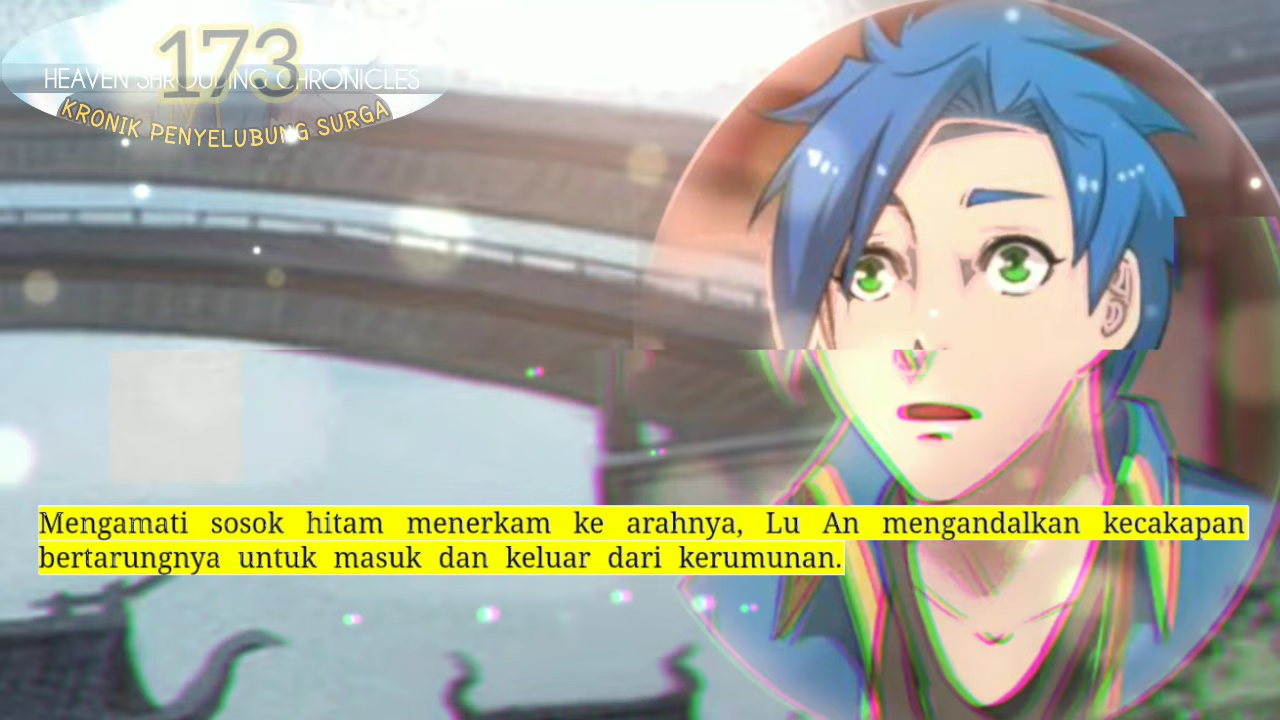 173
HEAVEN SHROUDING CHRONICLES
KRONIK PENYELUBUNG SURGA
Mengamati sosok hitam menerkam ke arahnya, Lu An mengandalkan kecakapan
bertarungnya untuk masuk dan keluar dari kerumunan.